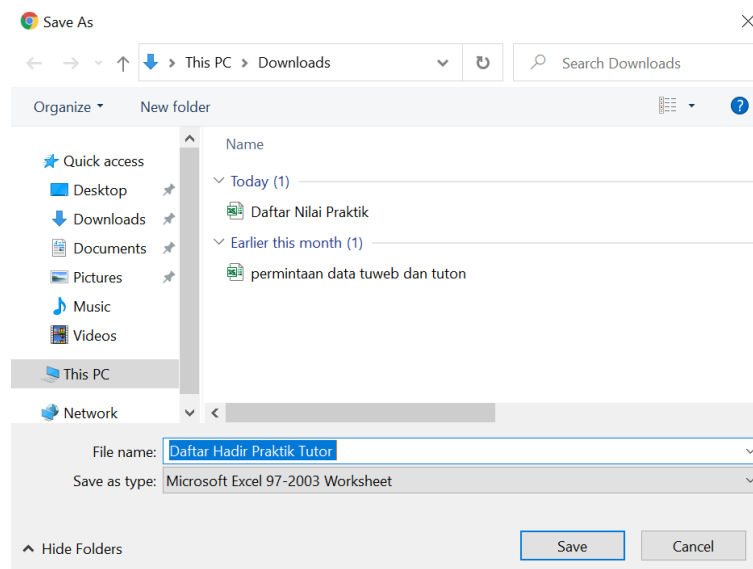 Save As
This PC > Downloads
Search Downloads
Organize
New folder
Name
Quick access
Desktop
Downloads
Documents
Pictures
Music
Videos
This PC
Network
Today (1)
Daftar Nilai Praktik
Earlier this month (1)
permintaan data tuweb dan tuton
File name: Daftar Hadir Praktik Tutor
Save as type: Microsoft Excel 97-2003 Worksheet
Hide Folders
Save
Cancel